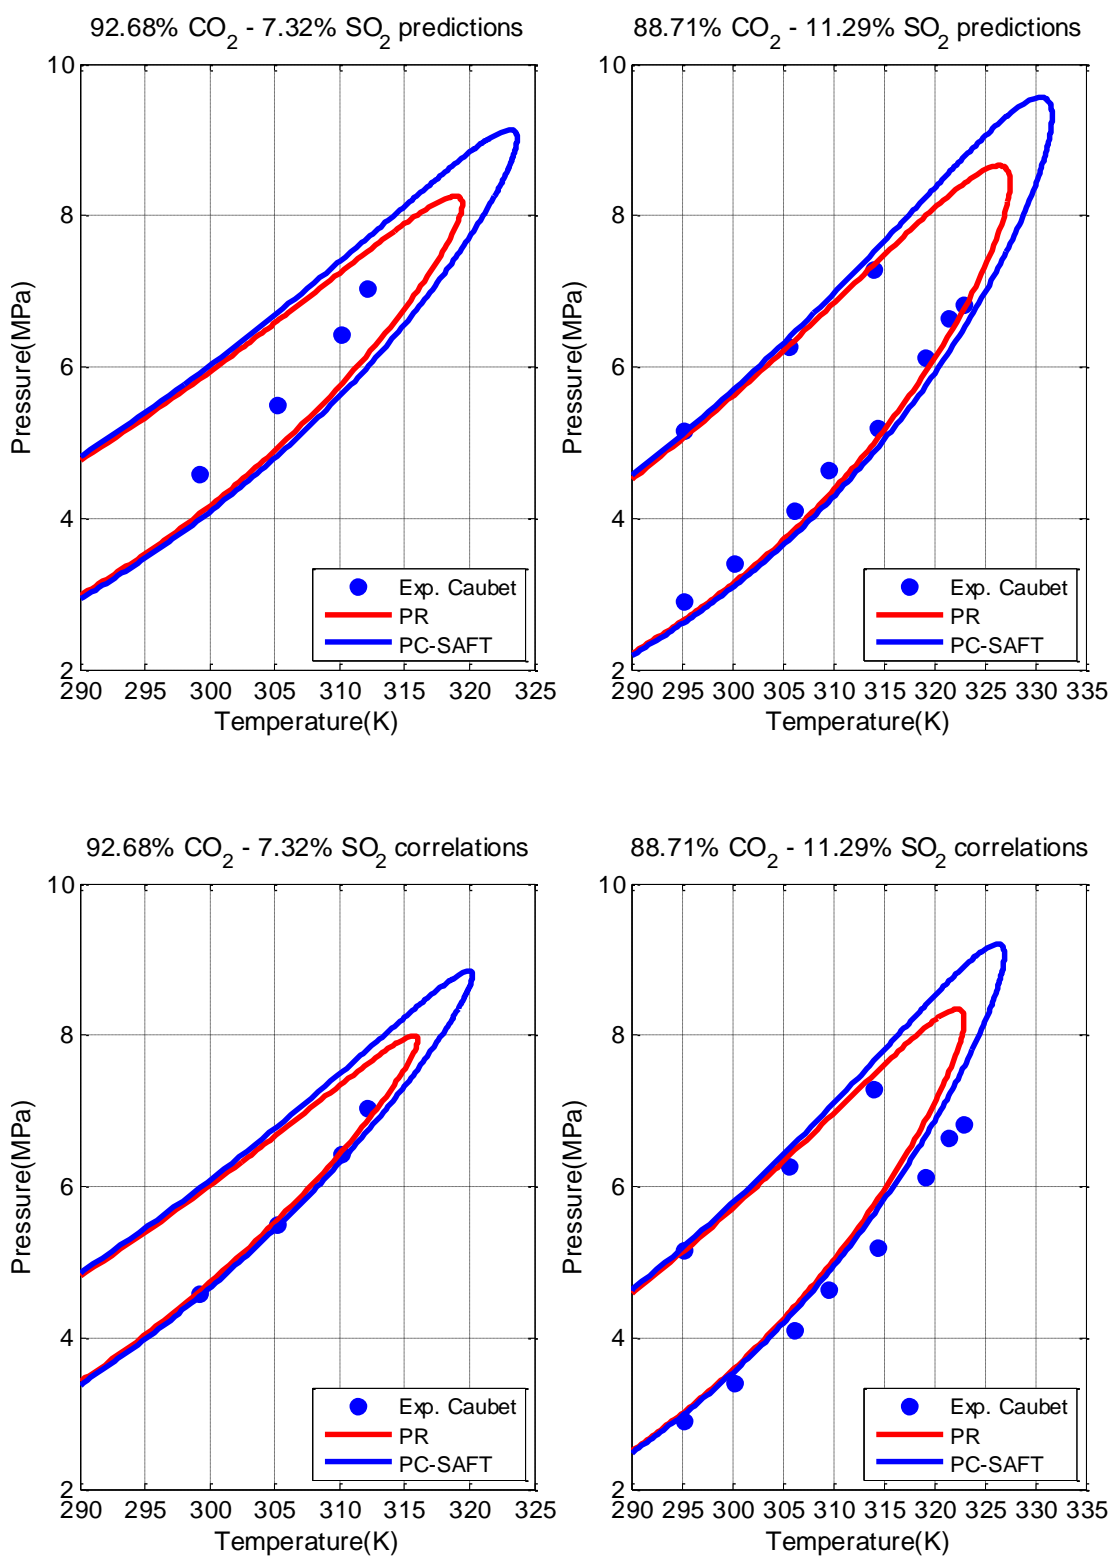 92.68% CO2 - 7.32% SO2 predictions
10
8
6
4
2
Pressure(MPa)
290 295 300 305 310 315 320 325
Temperature(K)
Exp. Caubet
PR
PC-SAFT
88.71% CO2 - 11.29% SO2 predictions
10
8
6
4
2
Pressure(MPa)
290 295 300 305 310 315 320 325 330 335
Temperature(K)
Exp. Caubet
PR
PC-SAFT
92.68% CO2 - 7.32% SO2 correlations
10
8
6
4
2
Pressure(MPa)
290 295 300 305 310 315 320 325
Temperature(K)
Exp. Caubet
PR
PC-SAFT
88.71% CO2 - 11.29% SO2 correlations
10
8
6
4
2
Pressure(MPa)
290 295 300 305 310 315 320 325 330 335
Temperature(K)
Exp. Caubet
PR
PC-SAFT